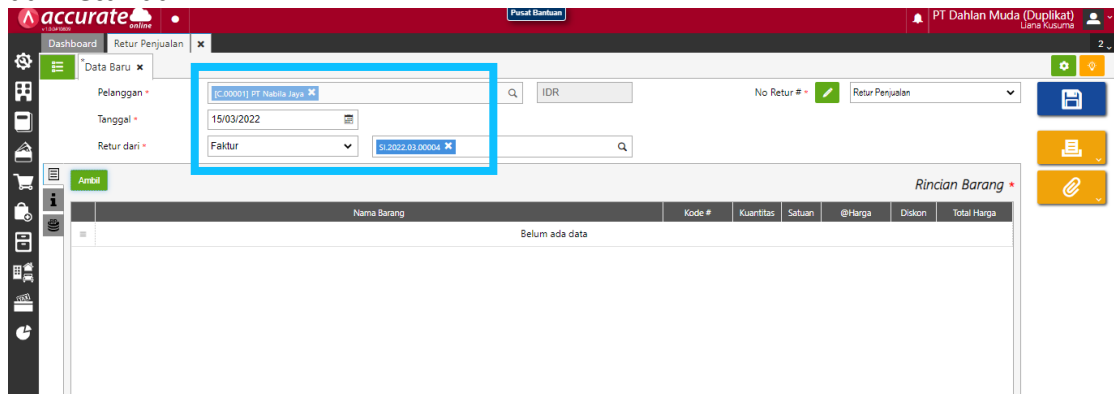 accurate online
Pusat Bantuan
PT Dahlan Muda (Duplikat)
Liana Kusuma
Dashboard Retur Penjualan
2
Data Baru
Pelanggan *
[C.00001] PT Nabila Jaya
IDR
No Retur # *
Retur Penjualan
Tanggal *
15/03/2022
Retur dari *
Faktur
SI.2022.03.00004
Ambil
Rincian Barang *
Nama Barang Kode # Kuantitas Satuan @Harga Diskon Total Harga
Belum ada data